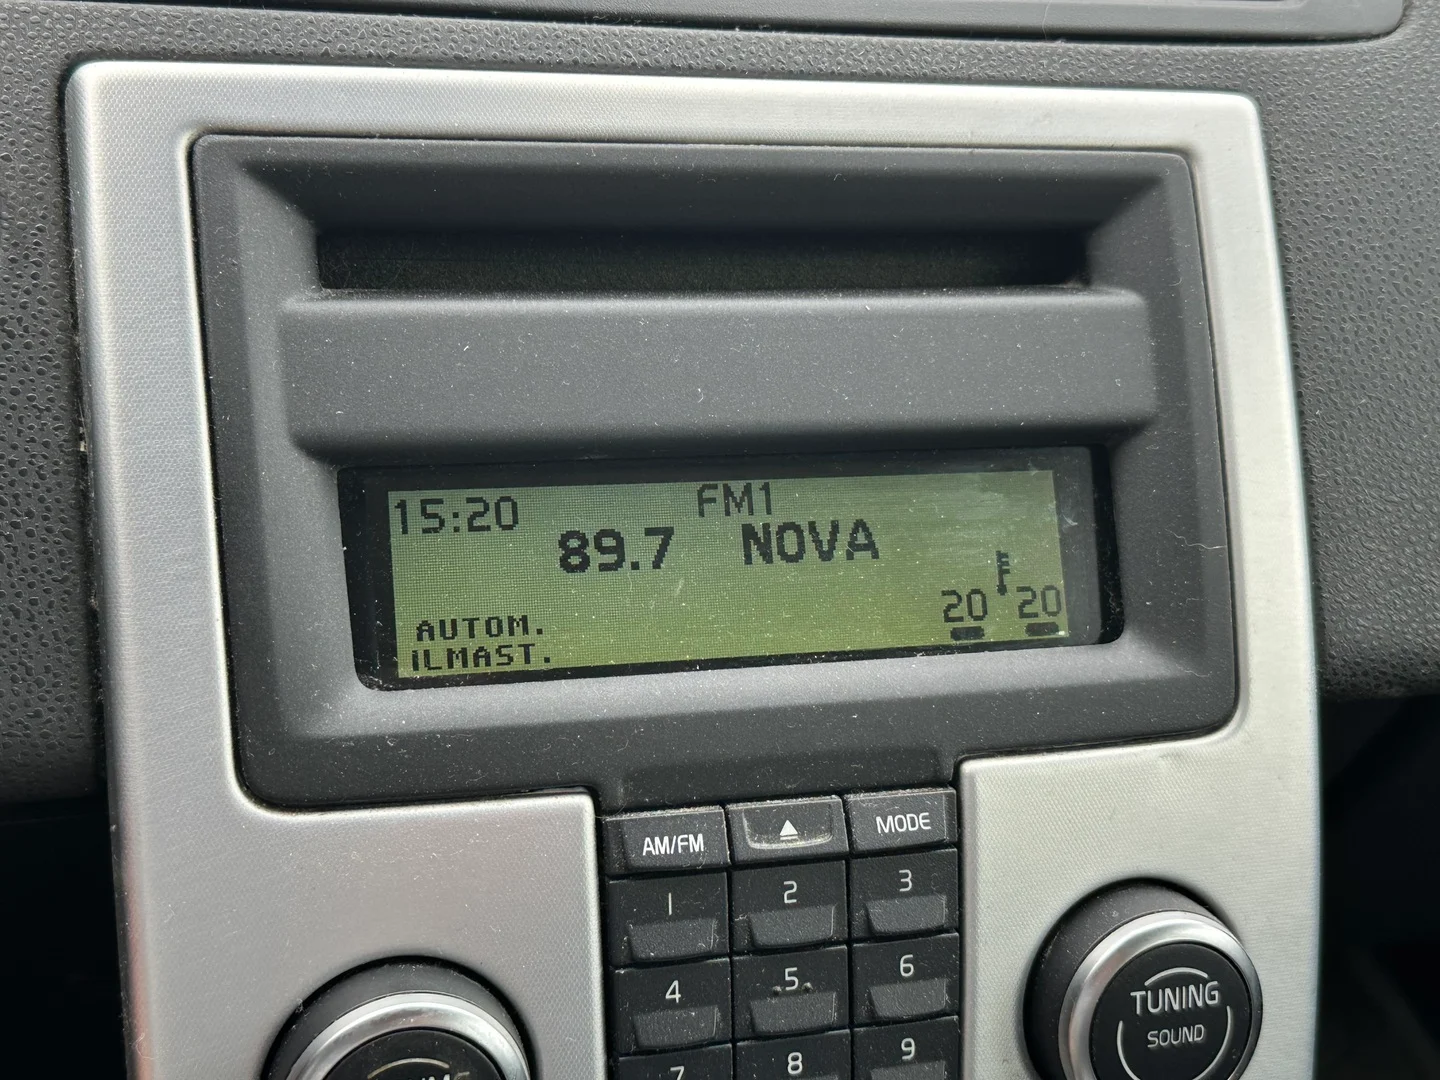 15:20 FM1
89.7 NOVA
20 20
AUTOM.
ILMAST.
AM/FM MODE
1 2 3
4 5 6
7 8 9
TUNING
SOUND